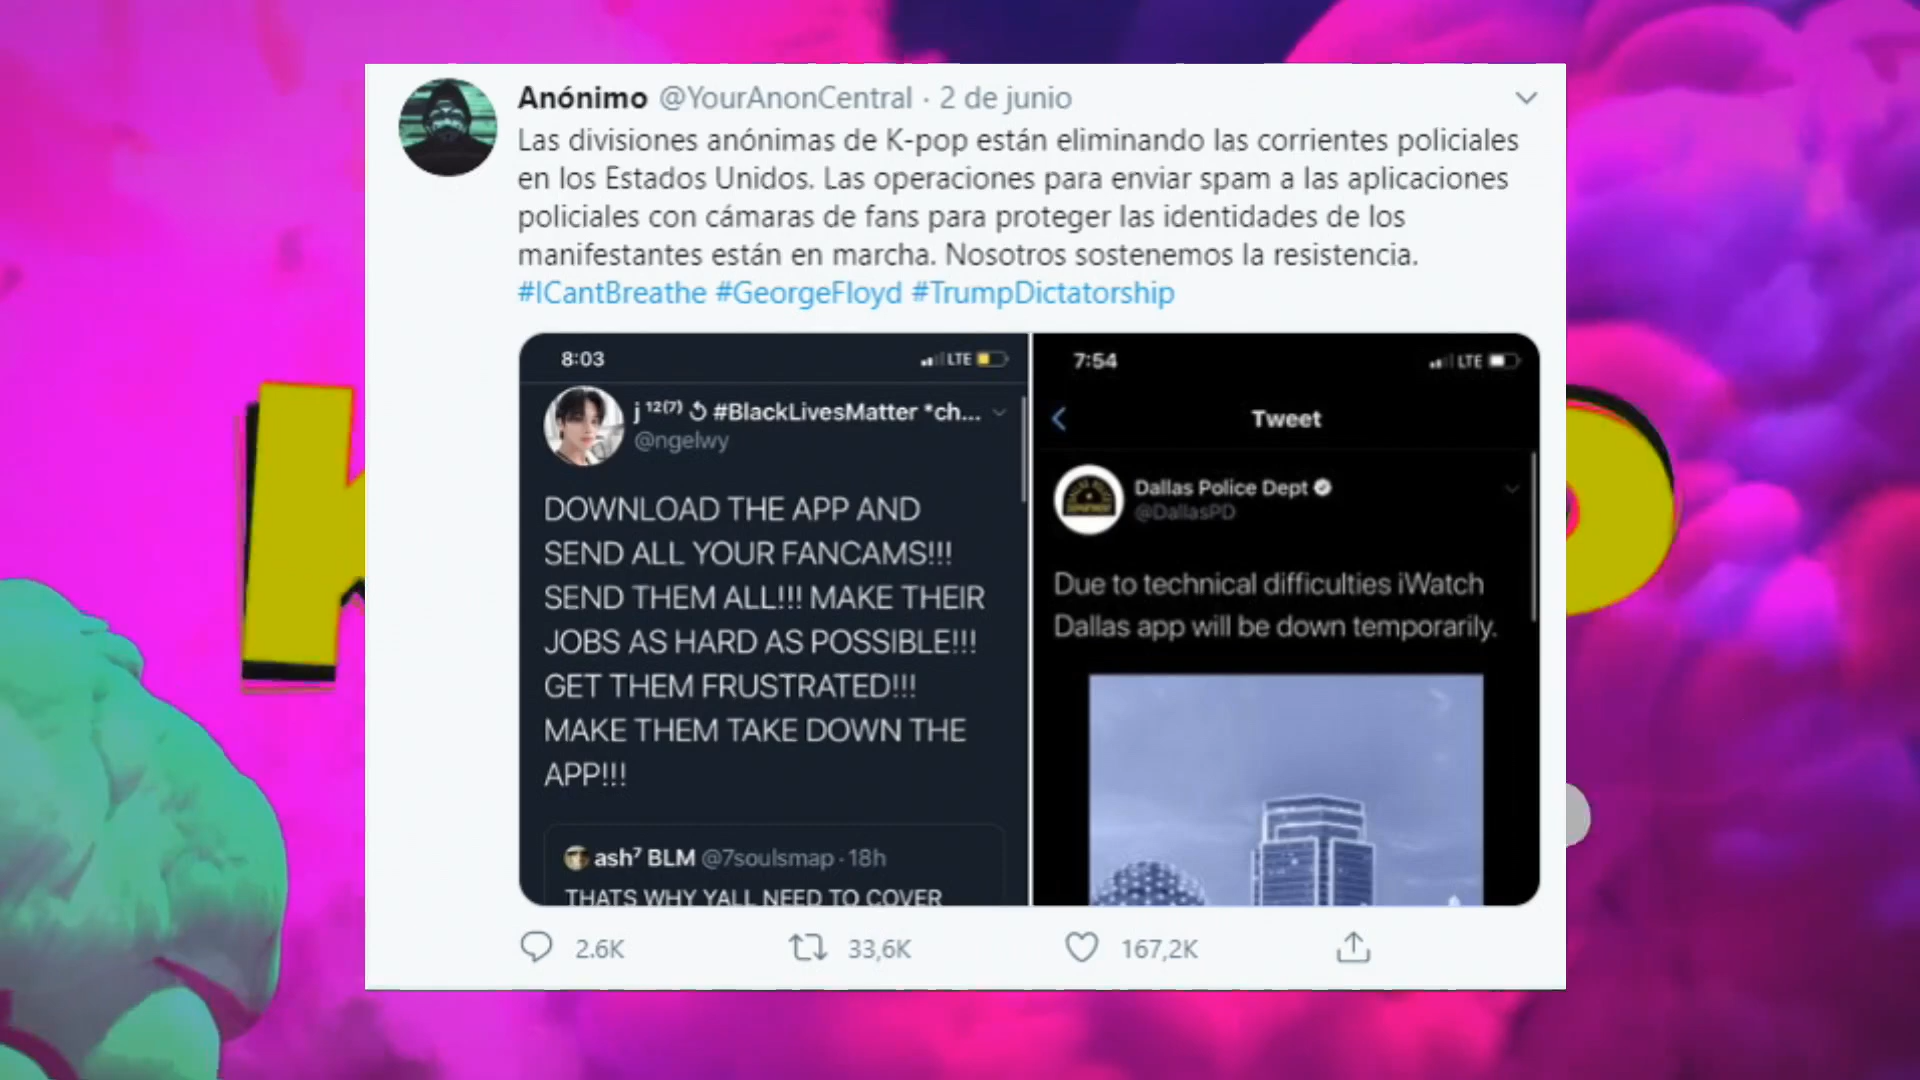 Anónimo @YourAnonCentral · 2 de junio
Las divisiones anónimas de K-pop están eliminando las corrientes policiales
en los Estados Unidos. Las operaciones para enviar spam a las aplicaciones
policiales con cámaras de fans para proteger las identidades de los
manifestantes están en marcha. Nosotros sostenemos la resistencia.
#ICantBreathe #GeorgeFloyd #TrumpDictatorship
8:03
LTE
j ¹²⁽⁷⁾ #BlackLivesMatter *ch...
@ngelwy
DOWNLOAD THE APP AND
SEND ALL YOUR FANCAMS!!!
SEND THEM ALL!!! MAKE THEIR
JOBS AS HARD AS POSSIBLE!!!
GET THEM FRUSTRATED!!!
MAKE THEM TAKE DOWN THE
APP!!!
ash⁷ BLM @7soulsmap · 18h
THATS WHY YALL NEED TO COVER
7:54
LTE
Tweet
Dallas Police Dept
@DallasPD
Due to technical difficulties iWatch
Dallas app will be down temporarily.
2.6K
33,6K
167,2K